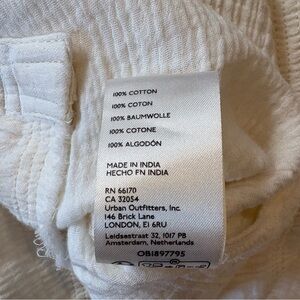 100% COTTON
100% COTON
100% BAUMWOLLE
100% COTONE
100% ALGODÓN
MADE IN INDIA
HECHO EN INDIA
RN 66170
CA 32054
Urban Outfitters, Inc.
146 Brick Lane
LONDON, E1 6RU
Leidsestraat 32, 1017 PB
Amsterdam, Netherlands
OB1897795